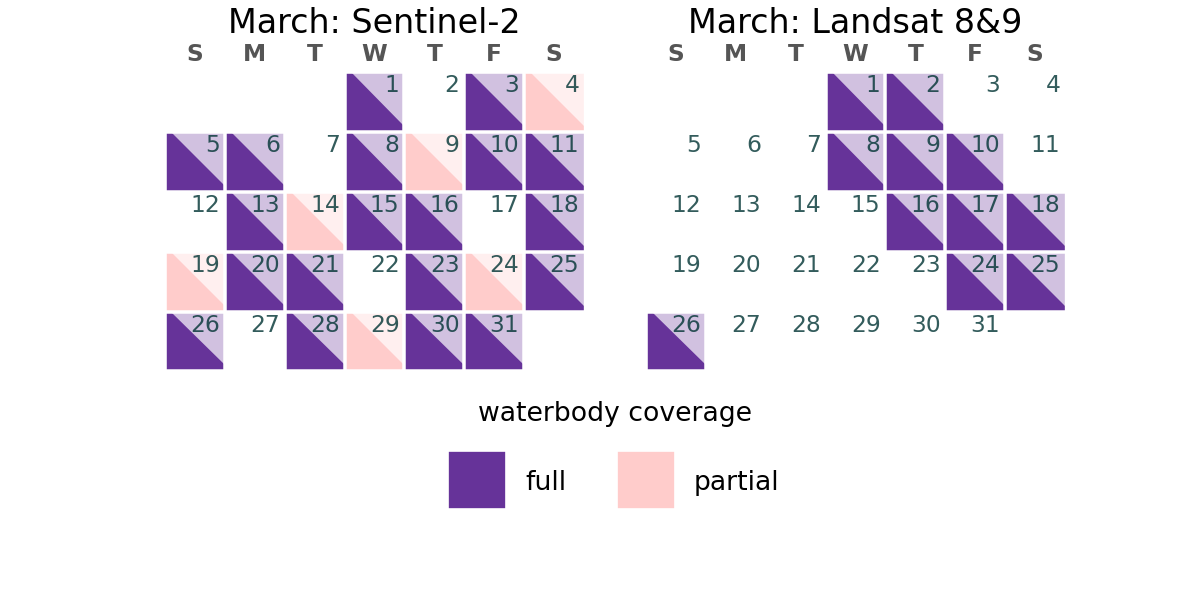 March: Sentinel-2
S M T W T F S
1 2 3 4
5 6 7 8 9 10 11
12 13 14 15 16 17 18
19 20 21 22 23 24 25
26 27 28 29 30 31
March: Landsat 8&9
S M T W T F S
1 2 3 4
5 6 7 8 9 10 11
12 13 14 15 16 17 18
19 20 21 22 23 24 25
26 27 28 29 30 31
waterbody coverage
full partial